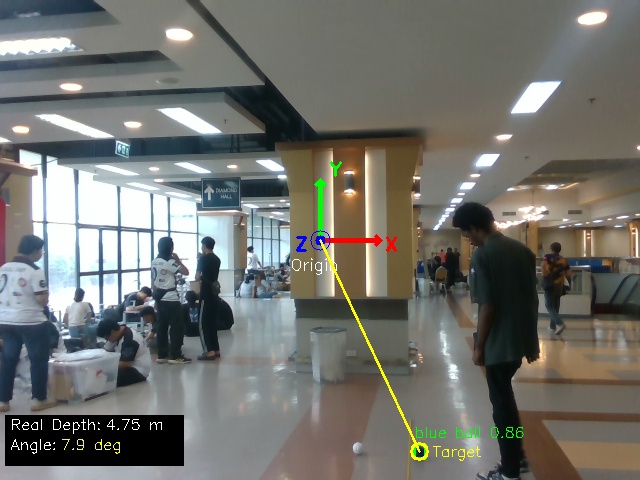 DIAMOND
HALL
Y
Z
X
Origin
blue ball 0.86
Target
Real Depth: 4.75 m
Angle: 7.9 deg